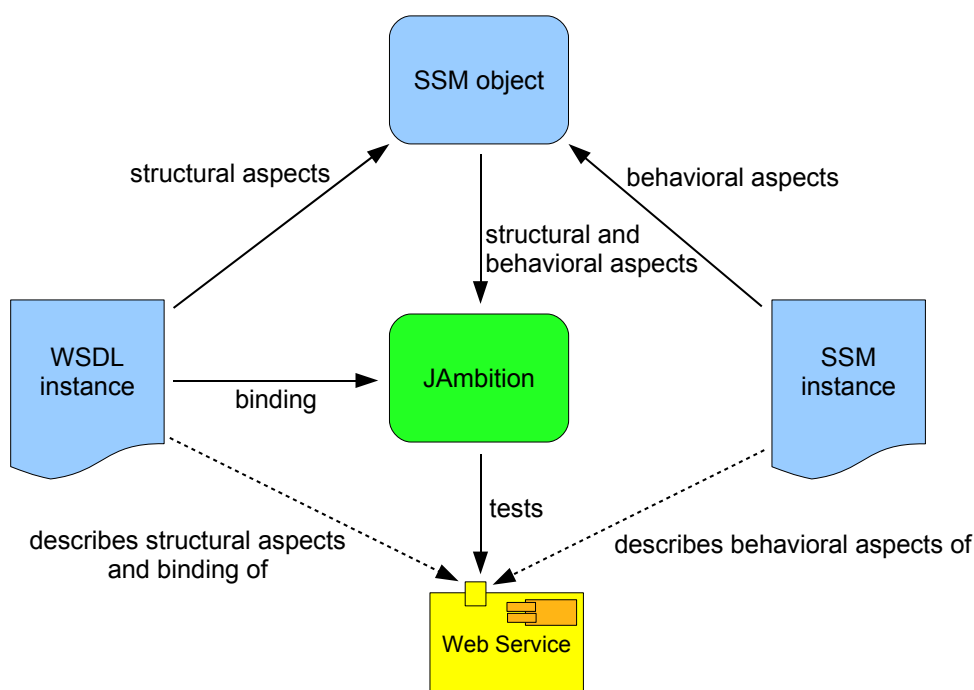 SSM object
structural aspects
behavioral aspects
structural and
behavioral aspects
WSDL
instance
binding
JAmbition
SSM
instance
tests
describes structural aspects
and binding of
describes behavioral aspects of
Web Service